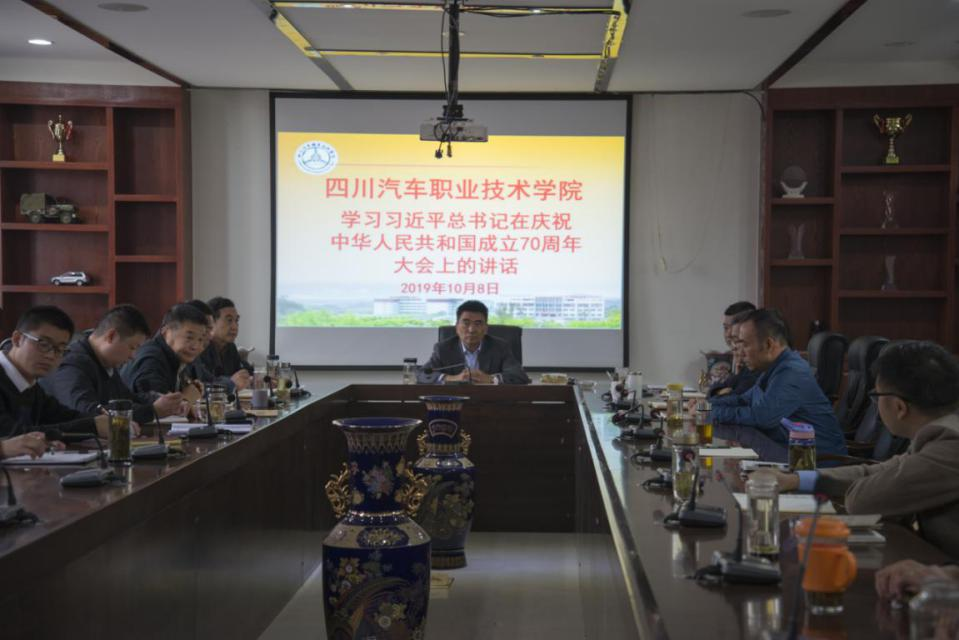 四川汽车职业技术学院
学习习近平总书记在庆祝
中华人民共和国成立70周年
大会上的讲话
2019年10月8日